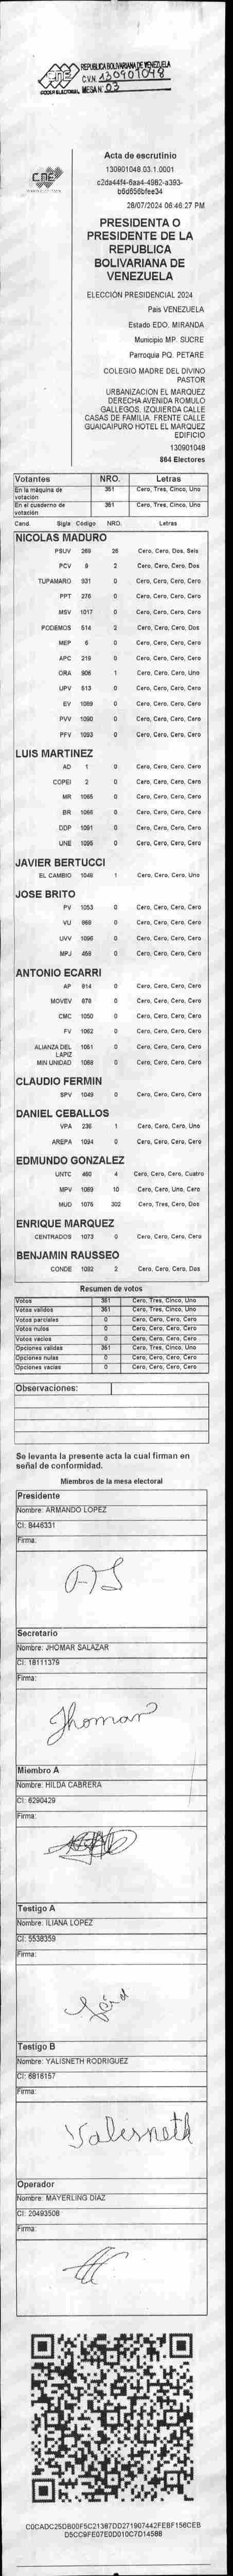 REPUBLICA BOLIVARIANA DE VENEZUELA
CNE C.V.N. 130901048
PODER ELECTORAL MESA N° 03
CNE
Acta de escrutinio
130901048.03.1.0001
c2da44f4-6aa4-4982-a393-
b6d656bfee34
28/07/2024 06:46:27 PM
PRESIDENTA O
PRESIDENTE DE LA
REPUBLICA
BOLIVARIANA DE
VENEZUELA
ELECCIÓN PRESIDENCIAL 2024
Pais VENEZUELA
Estado EDO. MIRANDA
Municipio MP. SUCRE
Parroquia PQ. PETARE
COLEGIO MADRE DEL DIVINO
PASTOR
URBANIZACION EL MARQUEZ
DERECHA AVENIDA ROMULO
GALLEGOS. IZQUIERDA CALLE
CASAS DE FAMILIA. FRENTE CALLE
GUAICAIPURO HOTEL EL MARQUEZ
EDIFICIO
130901048
864 Electores
Votantes NRO. Letras
En la máquina de votación 351 Cero, Tres, Cinco, Uno
En el cuaderno de votación 351 Cero, Tres, Cinco, Uno
Cand. Sigla Código NRO. Letras
NICOLAS MADURO
PSUV 289 26 Cero, Cero, Dos, Seis
PCV 9 2 Cero, Cero, Cero, Dos
TUPAMARO 931 0 Cero, Cero, Cero, Cero
PPT 276 0 Cero, Cero, Cero, Cero
MSV 1017 0 Cero, Cero, Cero, Cero
PODEMOS 514 2 Cero, Cero, Cero, Dos
MEP 6 0 Cero, Cero, Cero, Cero
APC 219 0 Cero, Cero, Cero, Cero
ORA 906 1 Cero, Cero, Cero, Uno
UPV 513 0 Cero, Cero, Cero, Cero
EV 1089 0 Cero, Cero, Cero, Cero
PVV 1090 0 Cero, Cero, Cero, Cero
PFV 1093 0 Cero, Cero, Cero, Cero
LUIS MARTINEZ
AD 1 0 Cero, Cero, Cero, Cero
COPEI 2 0 Cero, Cero, Cero, Cero
MR 1065 0 Cero, Cero, Cero, Cero
BR 1066 0 Cero, Cero, Cero, Cero
DDP 1091 0 Cero, Cero, Cero, Cero
UNE 1095 0 Cero, Cero, Cero, Cero
JAVIER BERTUCCI
EL CAMBIO 1046 1 Cero, Cero, Cero, Uno
JOSE BRITO
PV 1053 0 Cero, Cero, Cero, Cero
VU 868 0 Cero, Cero, Cero, Cero
UVV 1096 0 Cero, Cero, Cero, Cero
MPJ 459 0 Cero, Cero, Cero, Cero
ANTONIO ECARRI
AP 914 0 Cero, Cero, Cero, Cero
MOVEV 678 0 Cero, Cero, Cero, Cero
CMC 1050 0 Cero, Cero, Cero, Cero
FV 1062 0 Cero, Cero, Cero, Cero
ALIANZA DEL LAPIZ 1061 0 Cero, Cero, Cero, Cero
MIN UNIDAD 1088 0 Cero, Cero, Cero, Cero
CLAUDIO FERMIN
SPV 1049 0 Cero, Cero, Cero, Cero
DANIEL CEBALLOS
VPA 236 1 Cero, Cero, Cero, Uno
AREPA 1094 0 Cero, Cero, Cero, Cero
EDMUNDO GONZALEZ
UNTC 460 4 Cero, Cero, Cero, Cuatro
MPV 1069 10 Cero, Cero, Uno, Cero
MUD 1075 302 Cero, Tres, Cero, Dos
ENRIQUE MARQUEZ
CENTRADOS 1073 0 Cero, Cero, Cero, Cero
BENJAMIN RAUSSEO
CONDE 1082 2 Cero, Cero, Cero, Dos
Resumen de votos
Votos 351 Cero, Tres, Cinco, Uno
Votos válidos 351 Cero, Tres, Cinco, Uno
Votos parciales 0 Cero, Cero, Cero, Cero
Votos nulos 0 Cero, Cero, Cero, Cero
Votos vacíos 0 Cero, Cero, Cero, Cero
Opciones válidas 351 Cero, Tres, Cinco, Uno
Opciones nulas 0 Cero, Cero, Cero, Cero
Opciones vacías 0 Cero, Cero, Cero, Cero
Observaciones:
Se levanta la presente acta la cual firman en
señal de conformidad.
Miembros de la mesa electoral
Presidente
Nombre: ARMANDO LOPEZ
CI: 8446331
Firma:
Secretario
Nombre: JHOMAR SALAZAR
CI: 18111379
Firma:
Jhomar
Miembro A
Nombre: HILDA CABRERA
CI: 6290429
Firma:
Testigo A
Nombre: ILIANA LOPEZ
CI: 5538359
Firma:
Testigo B
Nombre: YALISNETH RODRIGUEZ
CI: 6816157
Firma:
Yalisneth
Operador
Nombre: MAYERLING DIAZ
CI: 20493508
Firma:
C0CADC25DB00F5C21387DD271907442FEBF156CEB
D5CC9FE07E0D010C7D14588